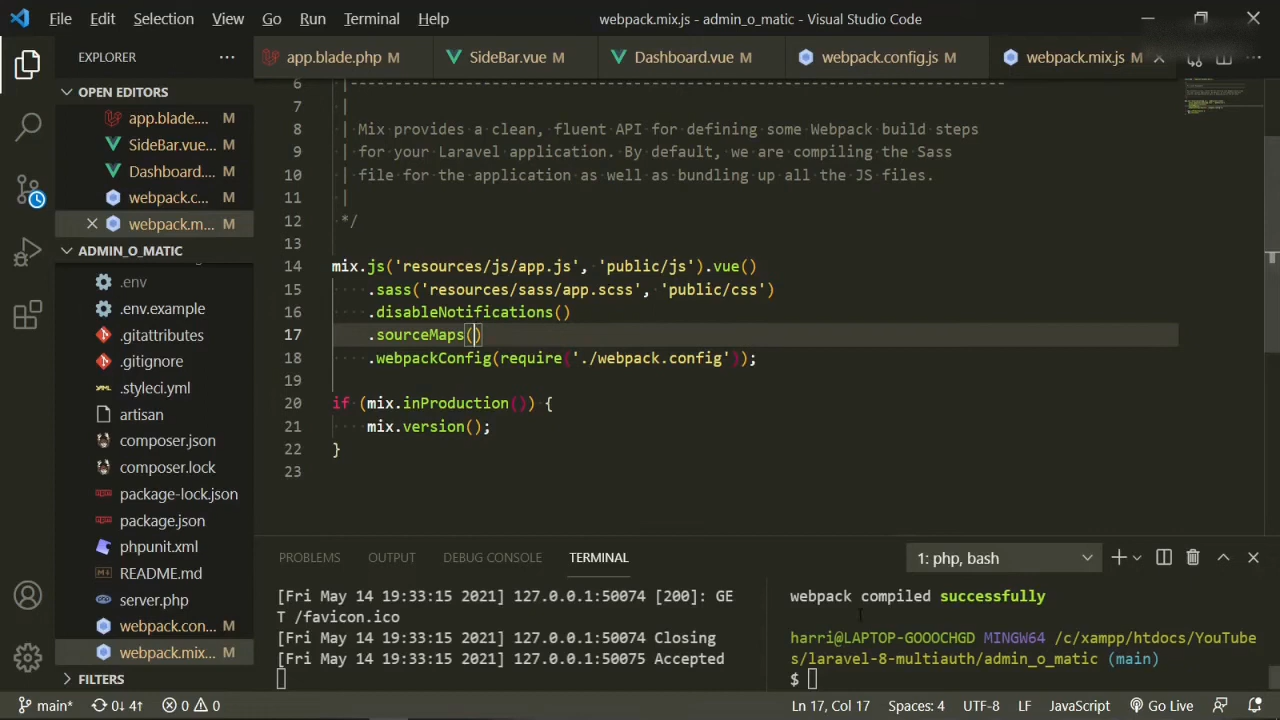 File Edit Selection View Go Run Terminal Help
webpack.mix.js - admin_o_matic - Visual Studio Code
EXPLORER
app.blade.php M
SideBar.vue M
Dashboard.vue M
webpack.config.js M
webpack.mix.js M
OPEN EDITORS
app.blade.... M
SideBar.vue... M
Dashboard.... M
webpack.c... M
webpack.m... M
ADMIN_O_MATIC
.env
.env.example
.gitattributes
.gitignore
.styleci.yml
artisan
composer.json
composer.lock
package-lock.json
package.json
phpunit.xml
README.md
server.php
webpack.con... M
webpack.mix... M
FILTERS
6 |--------------------------------------------------------------------------
7 |
8 | Mix provides a clean, fluent API for defining some Webpack build steps
9 | for your Laravel application. By default, we are compiling the Sass
10 | file for the application as well as bundling up all the JS files.
11 |
12 */
13
14 mix.js('resources/js/app.js', 'public/js').vue()
15 .sass('resources/sass/app.scss', 'public/css')
16 .disableNotifications()
17 .sourceMaps()
18 .webpackConfig(require('./webpack.config'));
19
20 if (mix.inProduction()) {
21 mix.version();
22 }
23
PROBLEMS OUTPUT DEBUG CONSOLE TERMINAL
1: php, bash
[Fri May 14 19:33:15 2021] 127.0.0.1:50074 [200]: GE
T /favicon.ico
[Fri May 14 19:33:15 2021] 127.0.0.1:50074 Closing
[Fri May 14 19:33:15 2021] 127.0.0.1:50075 Accepted
webpack compiled successfully
harri@LAPTOP-GOOOCHGD MINGW64 /c/xampp/htdocs/YouTube
s/laravel-8-multiauth/admin_o_matic (main)
$
main* 0↓ 4↑ 0 0
Ln 17, Col 17 Spaces: 4 UTF-8 LF JavaScript Go Live